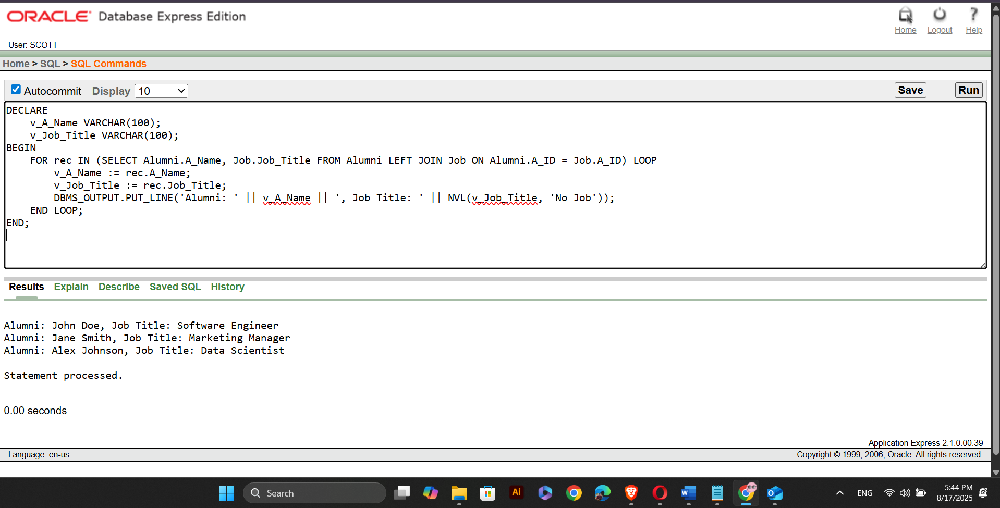 ORACLE Database Express Edition
Home Logout Help
User: SCOTT
Home > SQL > SQL Commands
Autocommit Display 10 Save Run
DECLARE
    v_A_Name VARCHAR(100);
    v_Job_Title VARCHAR(100);
BEGIN
    FOR rec IN (SELECT Alumni.A_Name, Job.Job_Title FROM Alumni LEFT JOIN Job ON Alumni.A_ID = Job.A_ID) LOOP
        v_A_Name := rec.A_Name;
        v_Job_Title := rec.Job_Title;
        DBMS_OUTPUT.PUT_LINE('Alumni: ' || v_A_Name || ', Job Title: ' || NVL(v_Job_Title, 'No Job'));
    END LOOP;
END;
Results Explain Describe Saved SQL History
Alumni: John Doe, Job Title: Software Engineer
Alumni: Jane Smith, Job Title: Marketing Manager
Alumni: Alex Johnson, Job Title: Data Scientist
Statement processed.
0.00 seconds
Application Express 2.1.0.00.39
Language: en-us Copyright © 1999, 2006, Oracle. All rights reserved.
Search Ai W O ENG 5:44 PM
8/17/2025